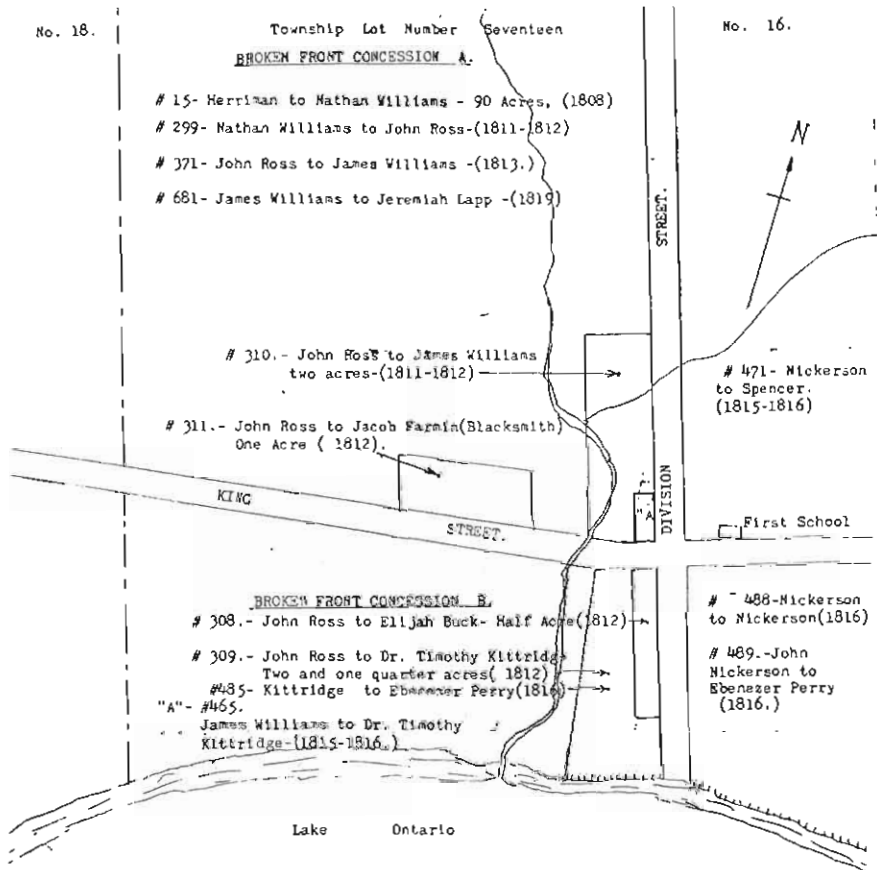 No. 18.
Township Lot Number Seventeen
No. 16.
BROKEN FRONT CONCESSION A.
# 15- Herriman to Nathan Williams - 90 Acres, (1808)
# 299- Nathan Williams to John Ross-(1811-1812)
# 371- John Ross to James Williams -(1813.)
# 681- James Williams to Jeremiah Lapp -(1819)
N
STREET.
DIVISION
# 310.- John Ross to James Williams
two acres-(1811-1812)
# 471- Nickerson
to Spencer.
(1815-1816)
# 311.- John Ross to Jacob Farmin(Blacksmith)
One Acre ( 1812).
KING
STREET.
A
First School
BROKEN FRONT CONCESSION B.
# 308.- John Ross to Elijah Buck- Half Acre(1812)
# 488-Nickerson
to Nickerson(1816)
# 309.- John Ross to Dr. Timothy Kittridge
Two and one quarter acres( 1812)
#485- Kittridge to Ebenezer Perry(1816)
# 489.-John
Nickerson to
Ebenezer Perry
(1816.)
"A"- #465.
James Williams to Dr. Timothy
Kittridge-(1815-1816.)
Lake Ontario